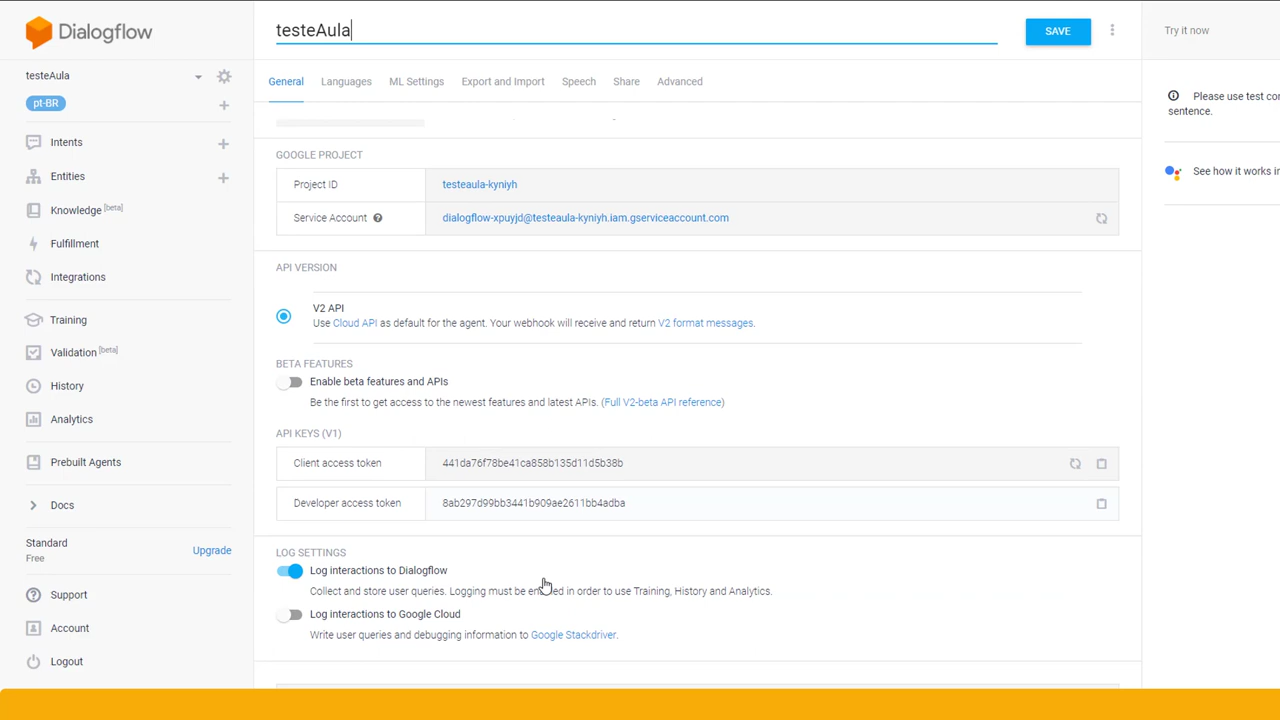 Dialogflow
testeAula
SAVE
Try it now
testeAula
General Languages ML Settings Export and Import Speech Share Advanced
pt-BR
Please use test
sentence.
Intents
GOOGLE PROJECT
Entities
Project ID testeaula-kyniyh
See how it works
Knowledge [beta]
Service Account dialogflow-xpuyjd@testeaula-kyniyh.iam.gserviceaccount.com
Fulfillment
API VERSION
Integrations
V2 API
Use Cloud API as default for the agent. Your webhook will receive and return V2 format messages.
Training
Validation [beta]
BETA FEATURES
Enable beta features and APIs
History
Be the first to get access to the newest features and latest APIs. (Full V2-beta API reference)
Analytics
API KEYS (V1)
Prebuilt Agents
Client access token 441da76f78be41ca858b135d11d5b38b
Docs
Developer access token 8ab297d99bb3441b909ae2611bb4adba
Standard
Free
Upgrade
LOG SETTINGS
Log interactions to Dialogflow
Collect and store user queries. Logging must be enabled in order to use Training, History and Analytics.
Support
Log interactions to Google Cloud
Account
Write user queries and debugging information to Google Stackdriver.
Logout